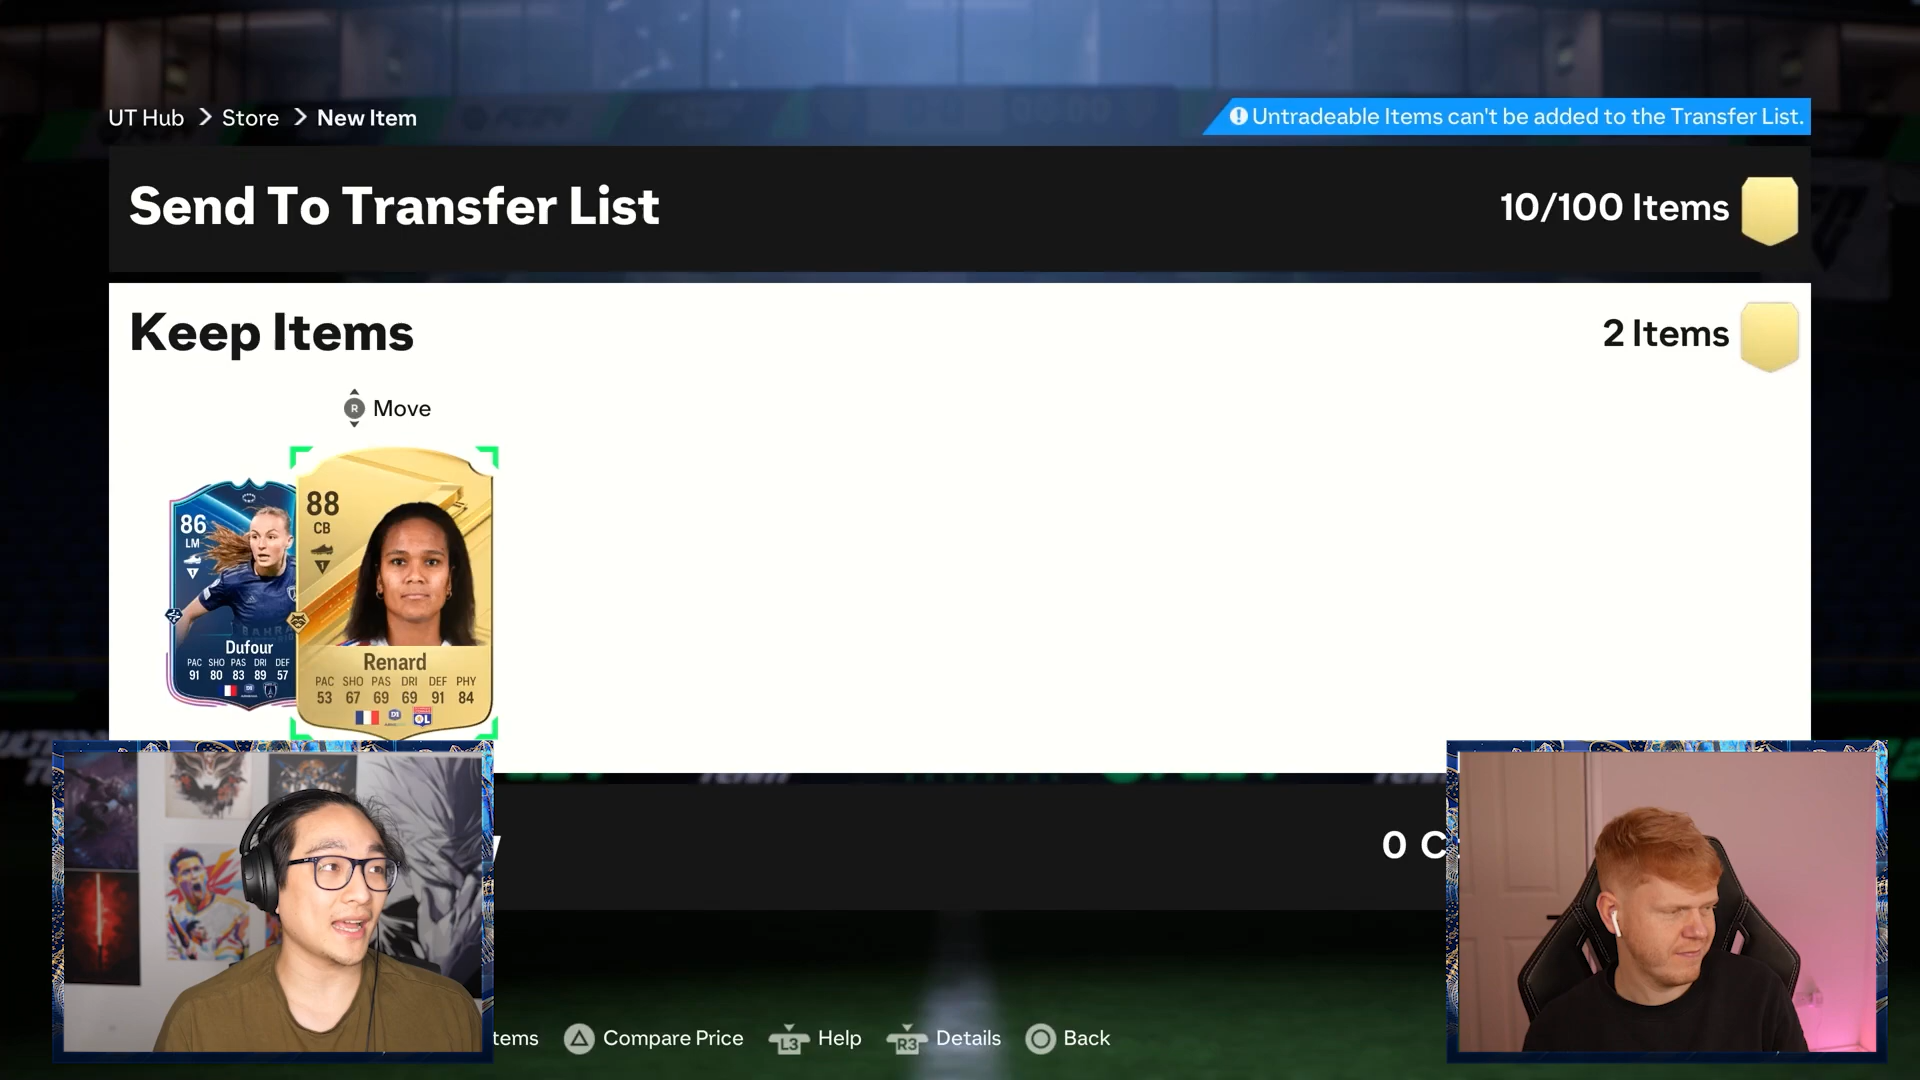 UT Hub > Store > New Item
Untradeable Items can't be added to the Transfer List.
Send To Transfer List
10/100 Items
Keep Items
2 Items
R Move
86
LM
Dufour
PAC SHO PAS DRI DEF
91 80 83 89 57
88
CB
Renard
PAC SHO PAS DRI DEF PHY
53 67 69 69 91 84
OL
0 C
tems
Compare Price
L3 Help
R3 Details
Back